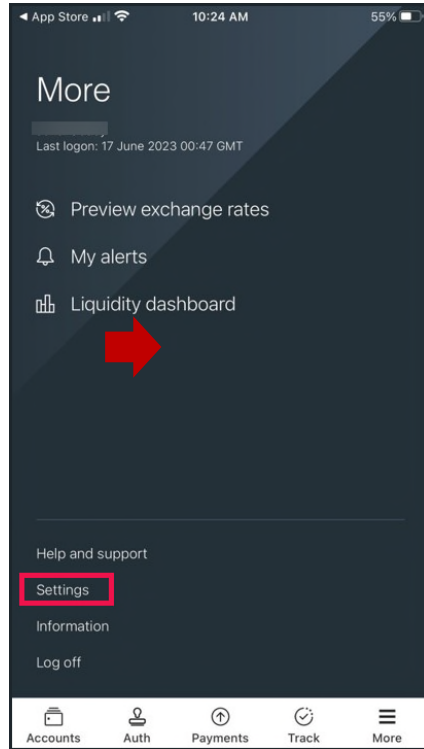 App Store 10:24 AM 55%
More
Last logon: 17 June 2023 00:47 GMT
Preview exchange rates
My alerts
Liquidity dashboard
Help and support
Settings
Information
Log off
Accounts Auth Payments Track More